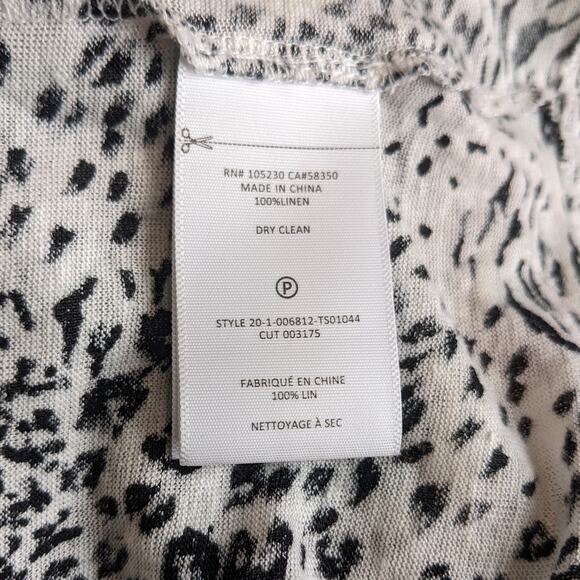 RN# 105230 CA#58350
MADE IN CHINA
100%LINEN
DRY CLEAN
P
STYLE 20-1-006812-TS01044
CUT 003175
FABRIQUÉ EN CHINE
100% LIN
NETTOYAGE À SEC